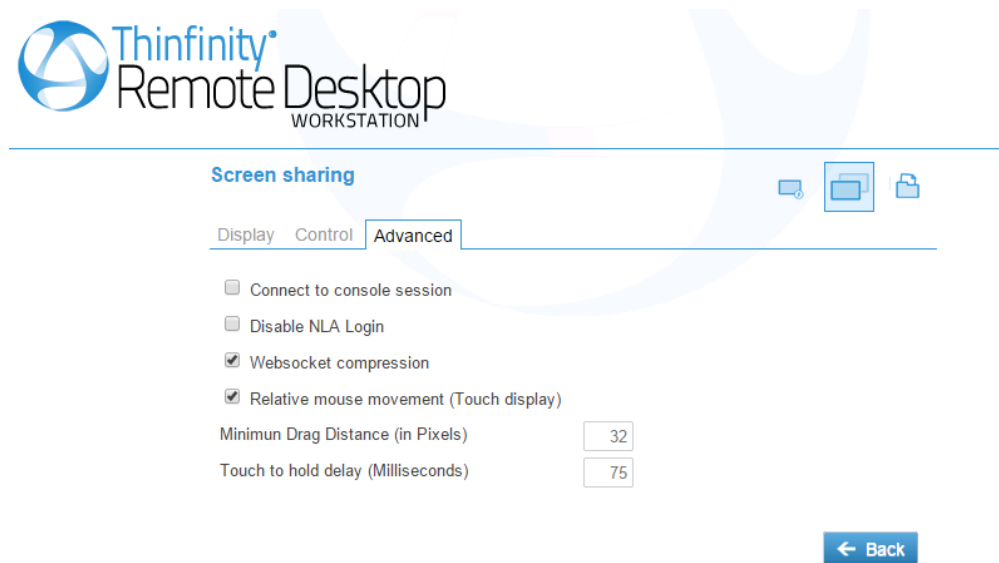 Thinfinity
Remote Desktop
WORKSTATION
Screen sharing
Display Control Advanced
Connect to console session
Disable NLA Login
Websocket compression
Relative mouse movement (Touch display)
Minimun Drag Distance (in Pixels) 32
Touch to hold delay (Milliseconds) 75
Back